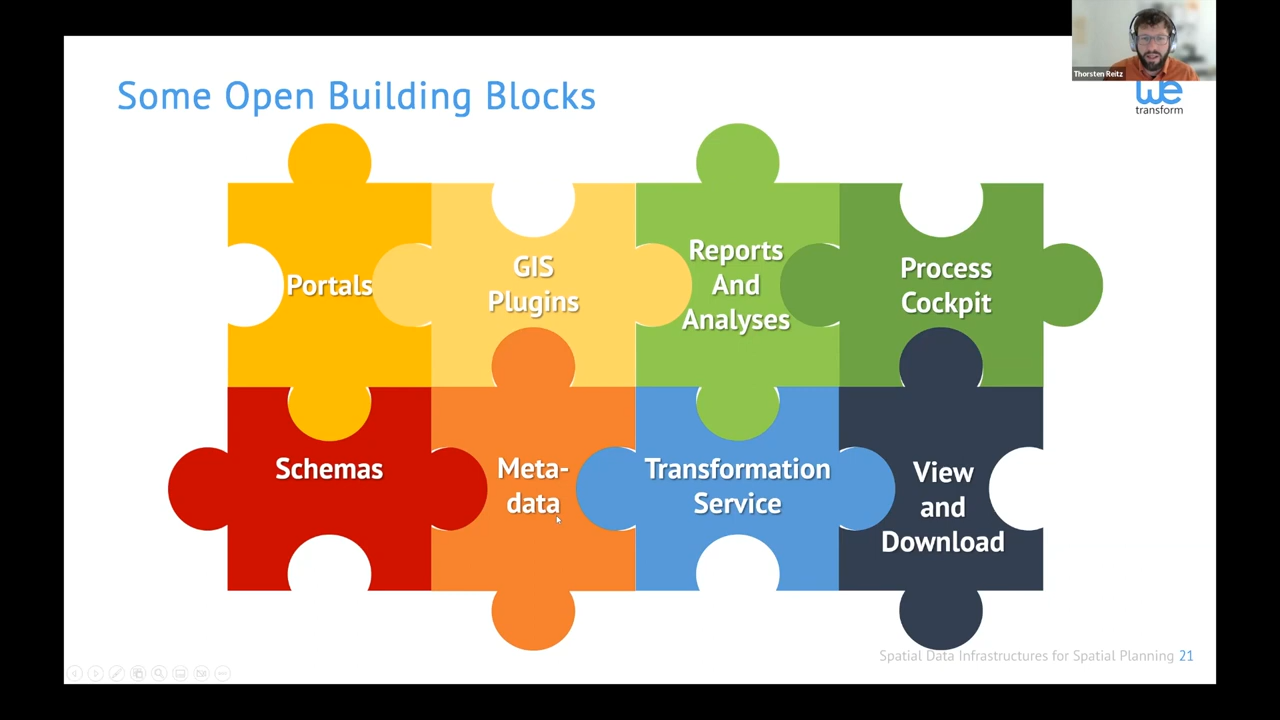 Thorsten Reitz
Some Open Building Blocks
we
transform
Portals
GIS
Plugins
Reports
And
Analyses
Process
Cockpit
Schemas
Meta-
data
Transformation
Service
View
and
Download
Spatial Data Infrastructures for Spatial Planning 21